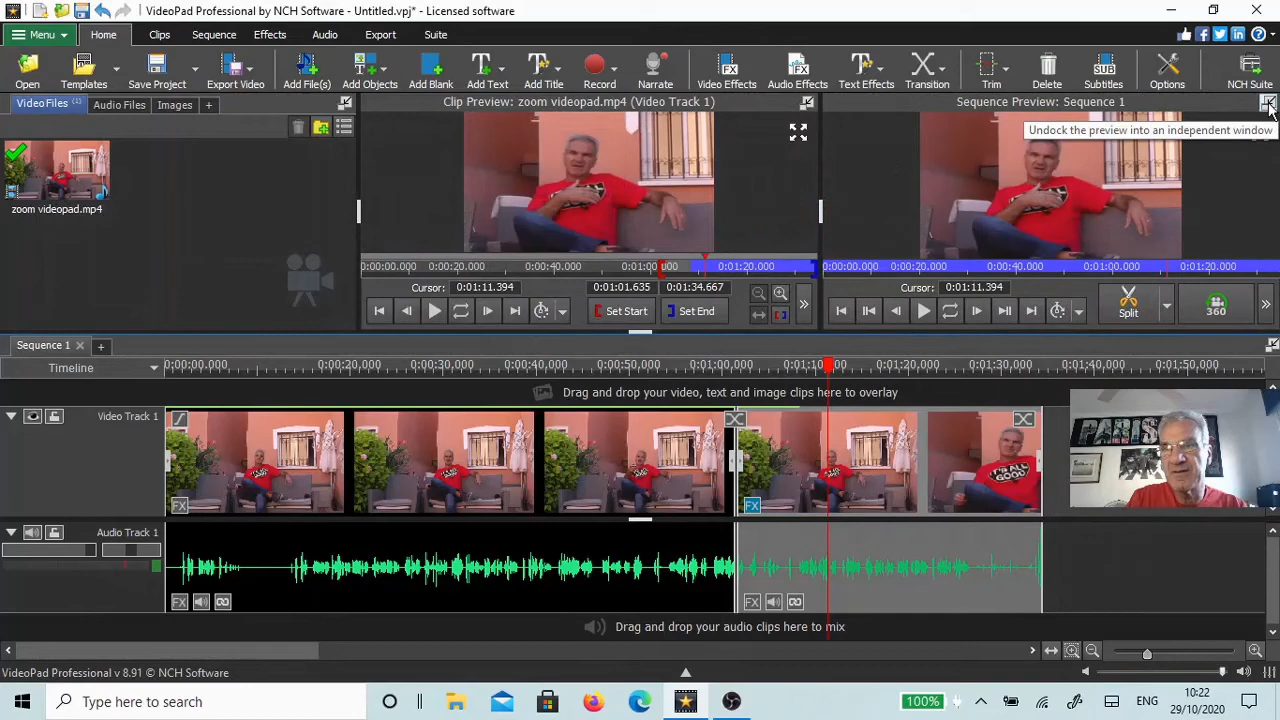 VideoPad Professional by NCH Software - Untitled.vpj* - Licensed software
Menu Home Clips Sequence Effects Audio Export Suite
Open Templates Save Project Export Video Add File(s) Add Objects Add Blank Add Text Add Title Record Narrate Video Effects Audio Effects Text Effects Transition Trim Delete Subtitles Options NCH Suite
Video Files (1) Audio Files Images +
Clip Preview: zoom videopad.mp4 (Video Track 1)
Sequence Preview: Sequence 1
Undock the preview into an independent window
zoom videopad.mp4
0:00:00.000 0:00:20.000 0:00:40.000 0:01:00 000 0:01:20.000
0:00:00.000 0:00:20.000 0:00:40.000 0:01:00.000 0:01:20.000
Cursor: 0:01:11.394 0:01:01.635 0:01:34.667
Cursor: 0:01:11.394
Set Start Set End
Split 360
Sequence 1 +
Timeline
0:00:00.000 0:00:20.000 0:00:30.000 0:00:40.000 0:00:50.000 0:01:00.000 0:01:10.000 0:01:20.000 0:01:30.000 0:01:40.000 0:01:50.000
Drag and drop your video, text and image clips here to overlay
Video Track 1
FX
FX
I'M ALL GOOD
PARIS
Audio Track 1
FX
FX
Drag and drop your audio clips here to mix
VideoPad Professional v 8.91 © NCH Software
Type here to search
100%
ENG
10:22
29/10/2020